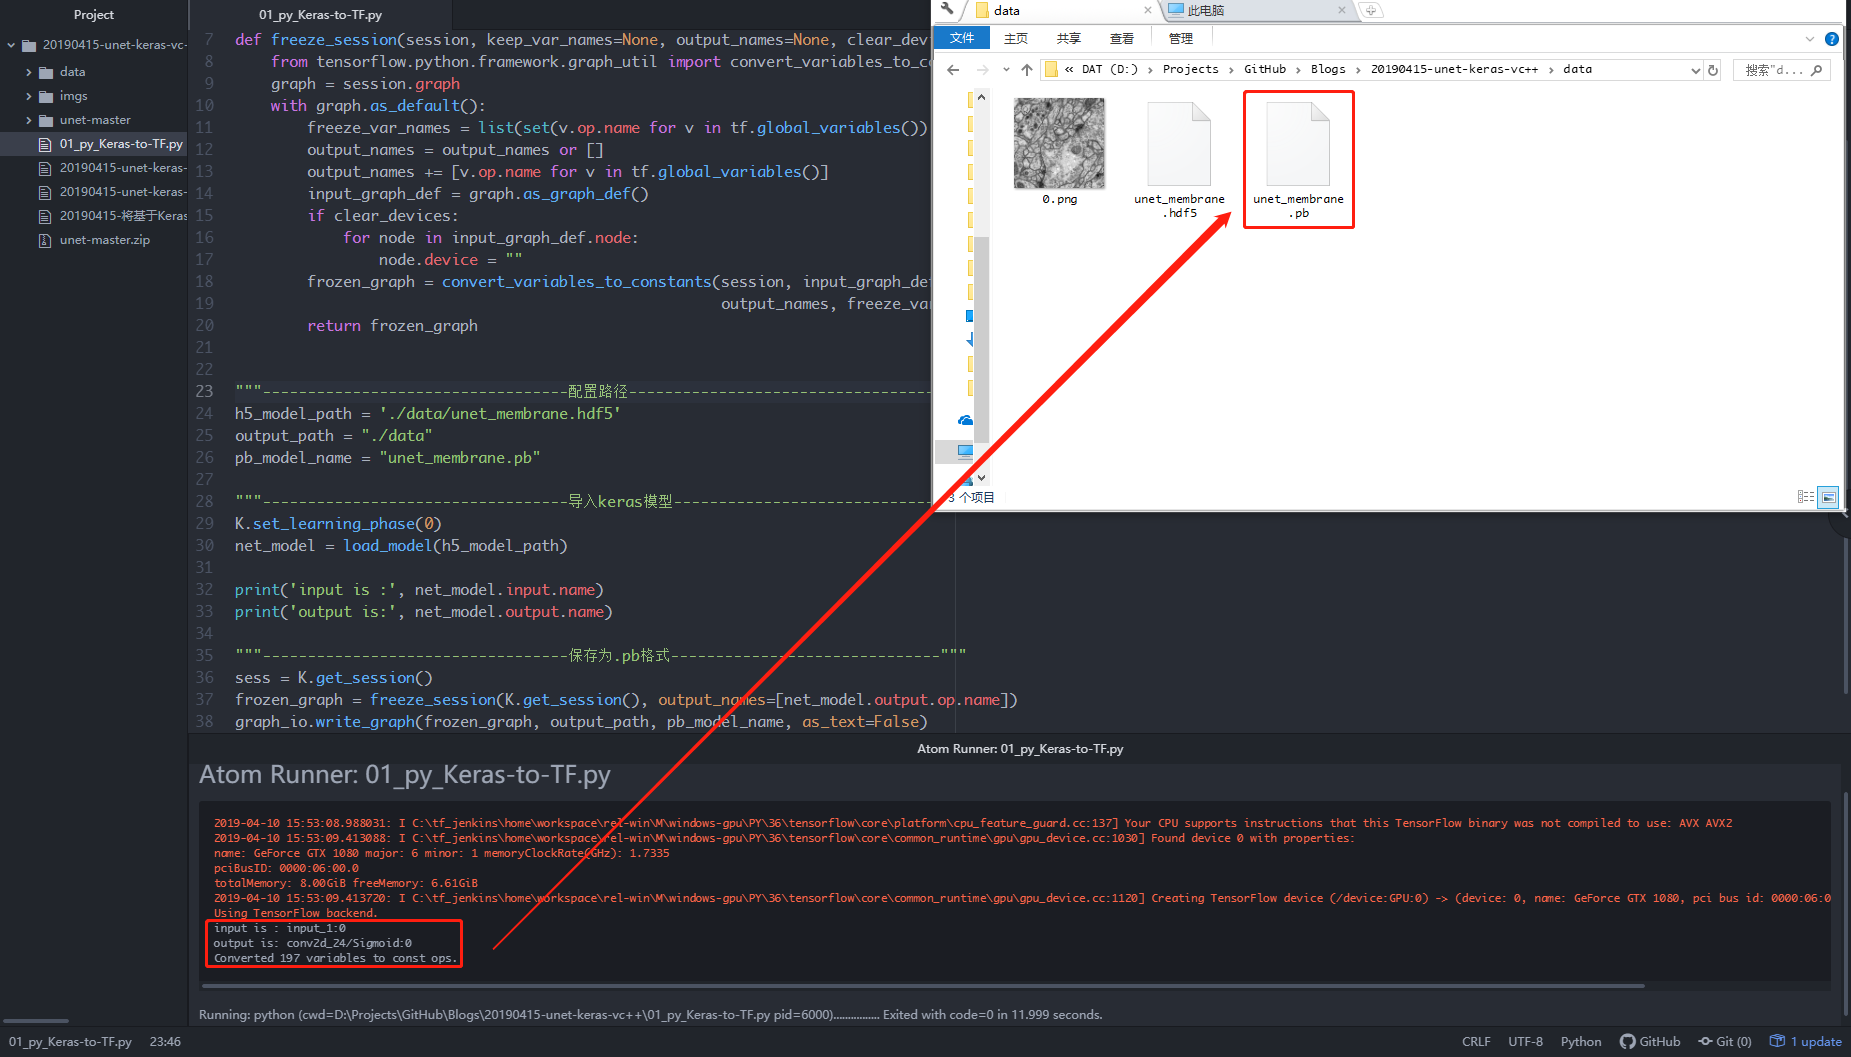 Project
20190415-unet-keras-vc-
data
imgs
unet-master
01_py_Keras-to-TF.py
20190415-unet-keras-
20190415-unet-keras-
20190415-将基于Keras
unet-master.zip
01_py_Keras-to-TF.py
7 def freeze_session(session, keep_var_names=None, output_names=None, clear_dev
8 from tensorflow.python.framework.graph_util import convert_variables_to_co
9 graph = session.graph
10 with graph.as_default():
11 freeze_var_names = list(set(v.op.name for v in tf.global_variables())
12 output_names = output_names or []
13 output_names += [v.op.name for v in tf.global_variables()]
14 input_graph_def = graph.as_graph_def()
15 if clear_devices:
16 for node in input_graph_def.node:
17 node.device = ""
18 frozen_graph = convert_variables_to_constants(session, input_graph_de
19 output_names, freeze_var
20 return frozen_graph
21
22
23 """----------------------------------配置路径----------------------------------
24 h5_model_path = './data/unet_membrane.hdf5'
25 output_path = "./data"
26 pb_model_name = "unet_membrane.pb"
27
28 """----------------------------------导入keras模型-----------------------------
29 K.set_learning_phase(0)
30 net_model = load_model(h5_model_path)
31
32 print('input is :', net_model.input.name)
33 print('output is:', net_model.output.name)
34
35 """----------------------------------保存为.pb格式------------------------------"""
36 sess = K.get_session()
37 frozen_graph = freeze_session(K.get_session(), output_names=[net_model.output.op.name])
38 graph_io.write_graph(frozen_graph, output_path, pb_model_name, as_text=False)
data
此电脑
文件 主页 共享 查看 管理
« DAT (D:) › Projects › GitHub › Blogs › 20190415-unet-keras-vc++ › data
搜索"d...
0.png
unet_membrane
.hdf5
unet_membrane
.pb
3 个项目
Atom Runner: 01_py_Keras-to-TF.py
Atom Runner: 01_py_Keras-to-TF.py
2019-04-10 15:53:08.988031: I C:\tf_jenkins\home\workspace\rel-win\M\windows-gpu\PY\36\tensorflow\core\platform\cpu_feature_guard.cc:137] Your CPU supports instructions that this TensorFlow binary was not compiled to use: AVX AVX2
2019-04-10 15:53:09.413088: I C:\tf_jenkins\home\workspace\rel-win\M\windows-gpu\PY\36\tensorflow\core\common_runtime\gpu\gpu_device.cc:1030] Found device 0 with properties:
name: GeForce GTX 1080 major: 6 minor: 1 memoryClockRate(GHz): 1.7335
pciBusID: 0000:06:00.0
totalMemory: 8.00GiB freeMemory: 6.61GiB
2019-04-10 15:53:09.413720: I C:\tf_jenkins\home\workspace\rel-win\M\windows-gpu\PY\36\tensorflow\core\common_runtime\gpu\gpu_device.cc:1120] Creating TensorFlow device (/device:GPU:0) -> (device: 0, name: GeForce GTX 1080, pci bus id: 0000:06:0
Using TensorFlow backend.
input is : input_1:0
output is: conv2d_24/Sigmoid:0
Converted 197 variables to const ops.
Running: python (cwd=D:\Projects\GitHub\Blogs\20190415-unet-keras-vc++\01_py_Keras-to-TF.py pid=6000)................ Exited with code=0 in 11.999 seconds.
01_py_Keras-to-TF.py 23:46
CRLF UTF-8 Python GitHub Git (0) 1 update